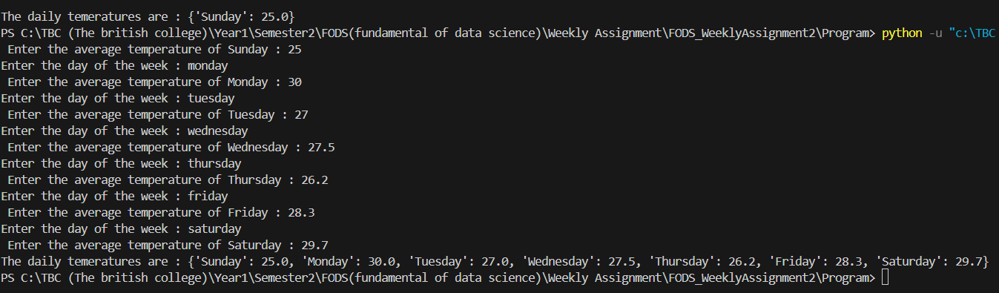 The daily temeratures are : {'Sunday': 25.0}
PS C:\TBC (The british college)\Year1\Semester2\FODS(fundamental of data science)\Weekly Assignment\FODS_WeeklyAssignment2\Program> python -u "c:\TBC
 Enter the average temperature of Sunday : 25
Enter the day of the week : monday
 Enter the average temperature of Monday : 30
Enter the day of the week : tuesday
 Enter the average temperature of Tuesday : 27
Enter the day of the week : wednesday
 Enter the average temperature of Wednesday : 27.5
Enter the day of the week : thursday
 Enter the average temperature of Thursday : 26.2
Enter the day of the week : friday
 Enter the average temperature of Friday : 28.3
Enter the day of the week : saturday
 Enter the average temperature of Saturday : 29.7
The daily temeratures are : {'Sunday': 25.0, 'Monday': 30.0, 'Tuesday': 27.0, 'Wednesday': 27.5, 'Thursday': 26.2, 'Friday': 28.3, 'Saturday': 29.7}
PS C:\TBC (The british college)\Year1\Semester2\FODS(fundamental of data science)\Weekly Assignment\FODS_WeeklyAssignment2\Program>